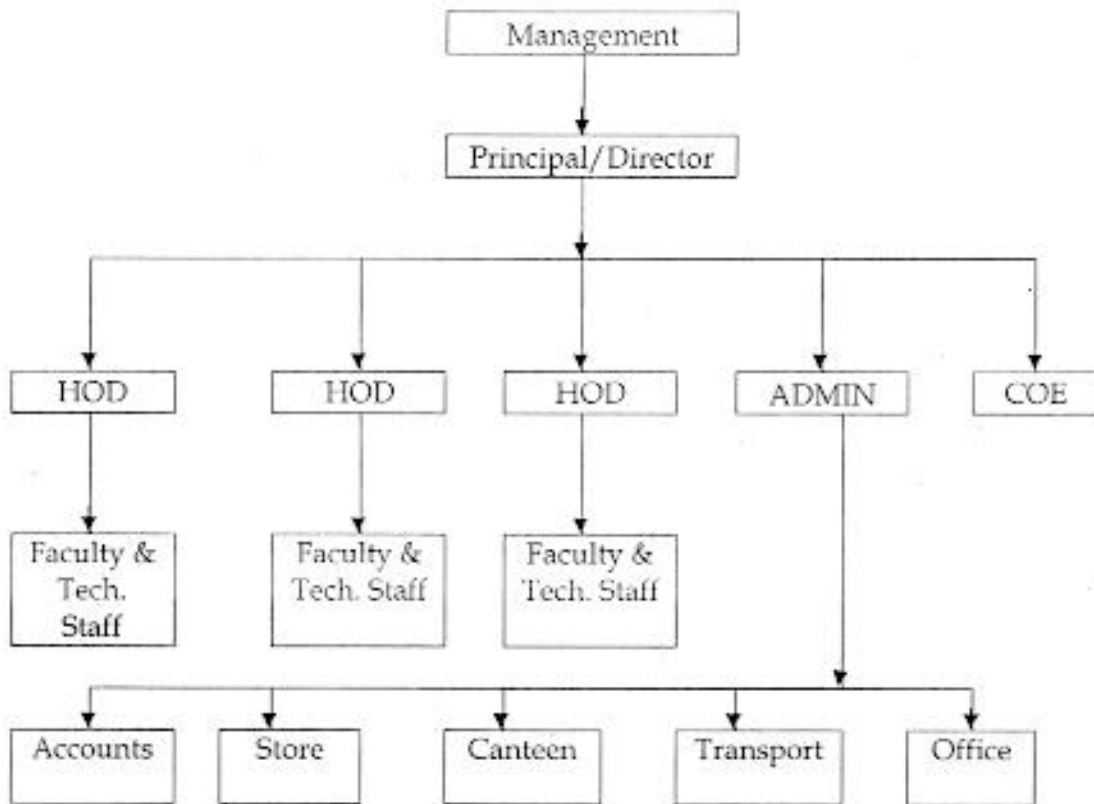 Management
Principal/Director
HOD
HOD
HOD
ADMIN
COE
Faculty &
Tech.
Staff
Faculty &
Tech. Staff
Faculty &
Tech. Staff
Accounts
Store
Canteen
Transport
Office